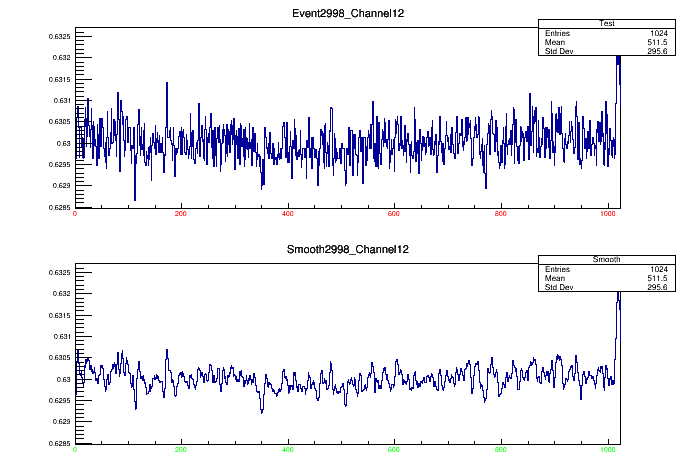 Event2998_Channel12
Test
Entries 1024
Mean 511.5
Std Dev 295.6
0.6325
0.632
0.6315
0.631
0.6305
0.63
0.6295
0.629
0.6285
0 200 400 600 800 1000
Smooth2998_Channel12
Smooth
Entries 1024
Mean 511.5
Std Dev 295.6
0.6325
0.632
0.6315
0.631
0.6305
0.63
0.6295
0.629
0.6285
0 200 400 600 800 1000